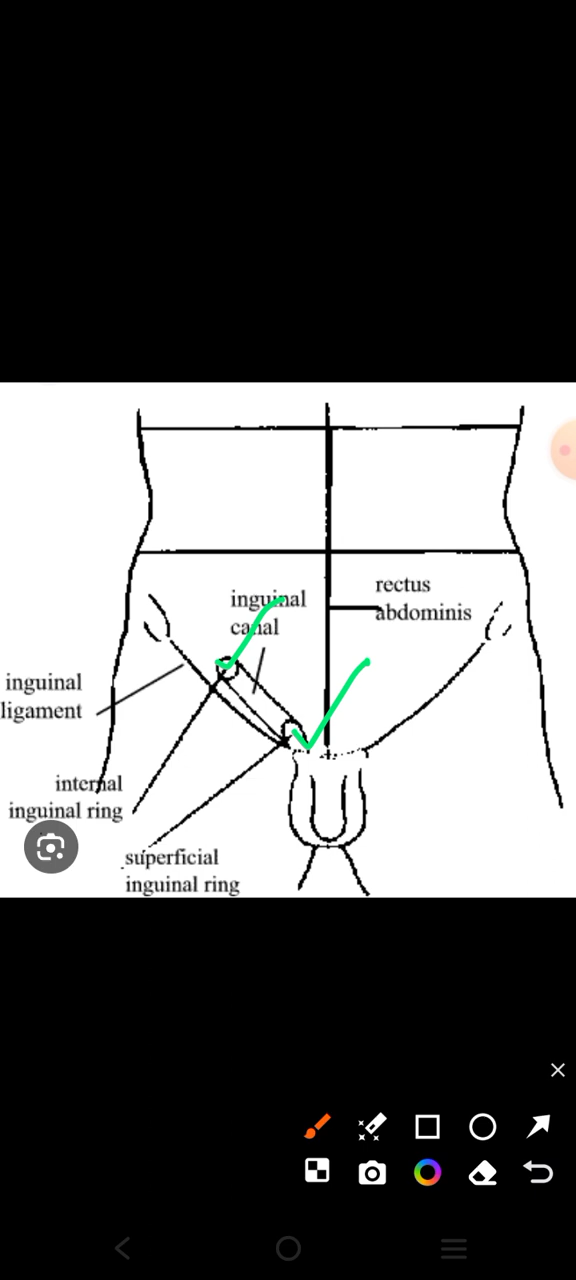 inguinal
canal
rectus
abdominis
inguinal
ligament
internal
inguinal ring
superficial
inguinal ring